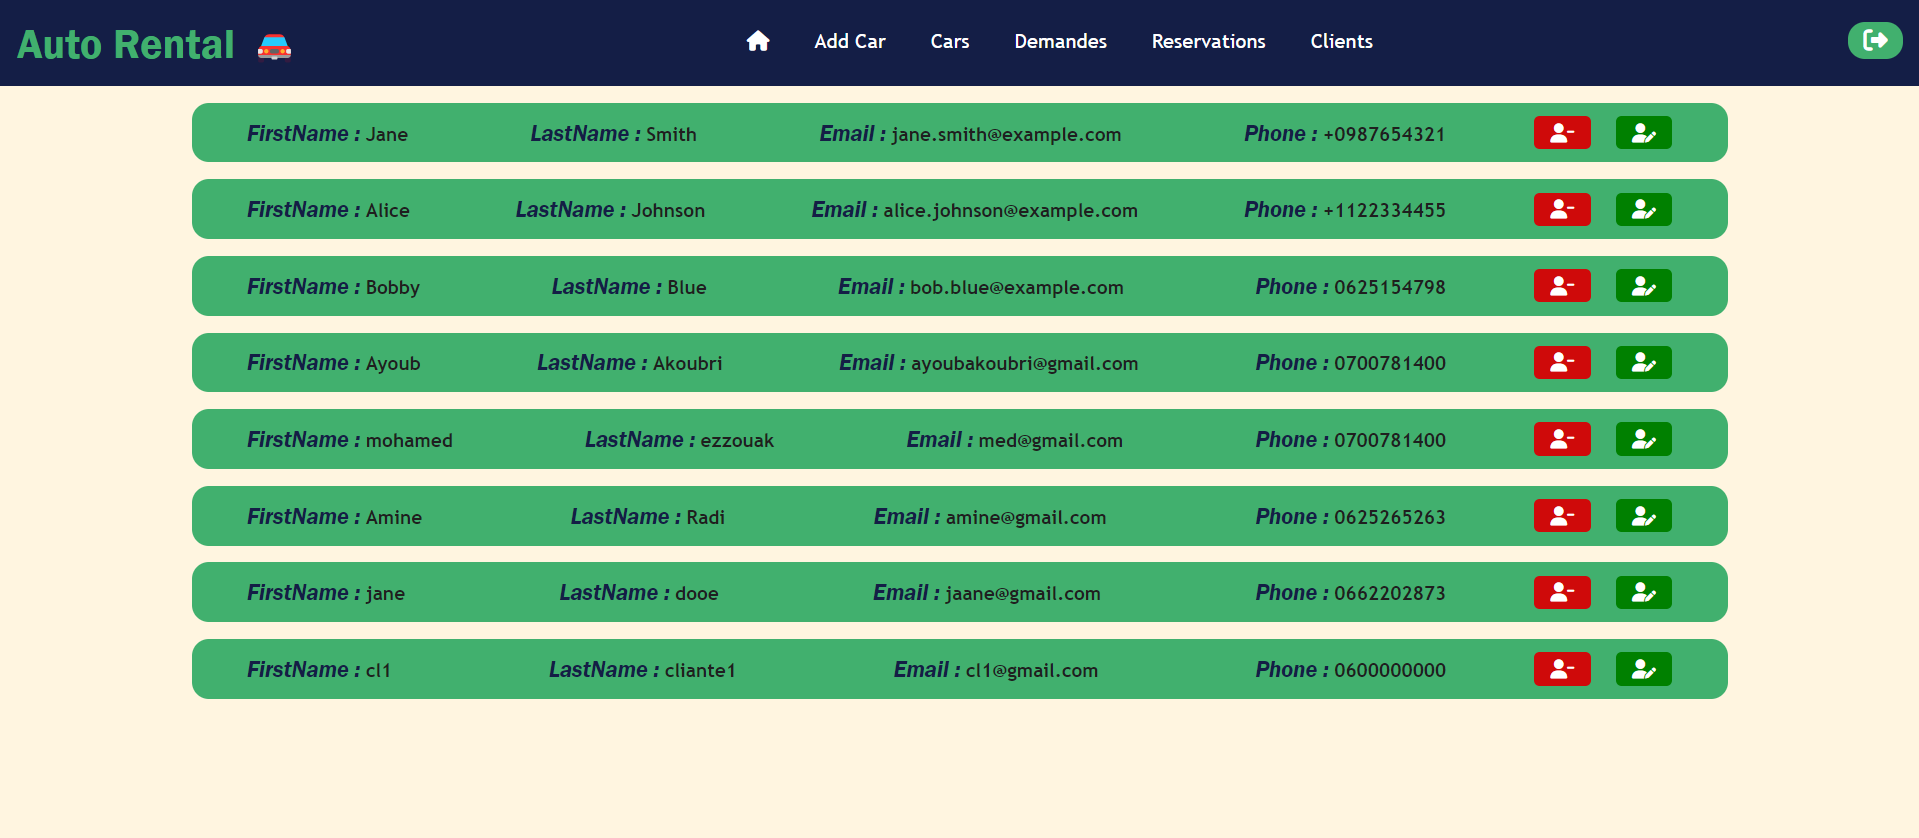 Auto Rental Add Car Cars Demandes Reservations Clients
FirstName : Jane LastName : Smith Email : jane.smith@example.com Phone : +0987654321
FirstName : Alice LastName : Johnson Email : alice.johnson@example.com Phone : +1122334455
FirstName : Bobby LastName : Blue Email : bob.blue@example.com Phone : 0625154798
FirstName : Ayoub LastName : Akoubri Email : ayoubakoubri@gmail.com Phone : 0700781400
FirstName : mohamed LastName : ezzouak Email : med@gmail.com Phone : 0700781400
FirstName : Amine LastName : Radi Email : amine@gmail.com Phone : 0625265263
FirstName : jane LastName : dooe Email : jaane@gmail.com Phone : 0662202873
FirstName : cl1 LastName : cliante1 Email : cl1@gmail.com Phone : 0600000000